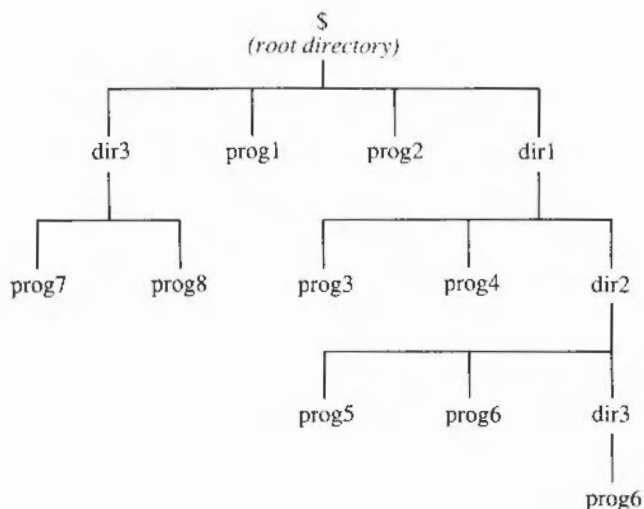 $
(root directory)
dir3 prog1 prog2 dir1
prog7 prog8 prog3 prog4 dir2
prog5 prog6 dir3
prog6